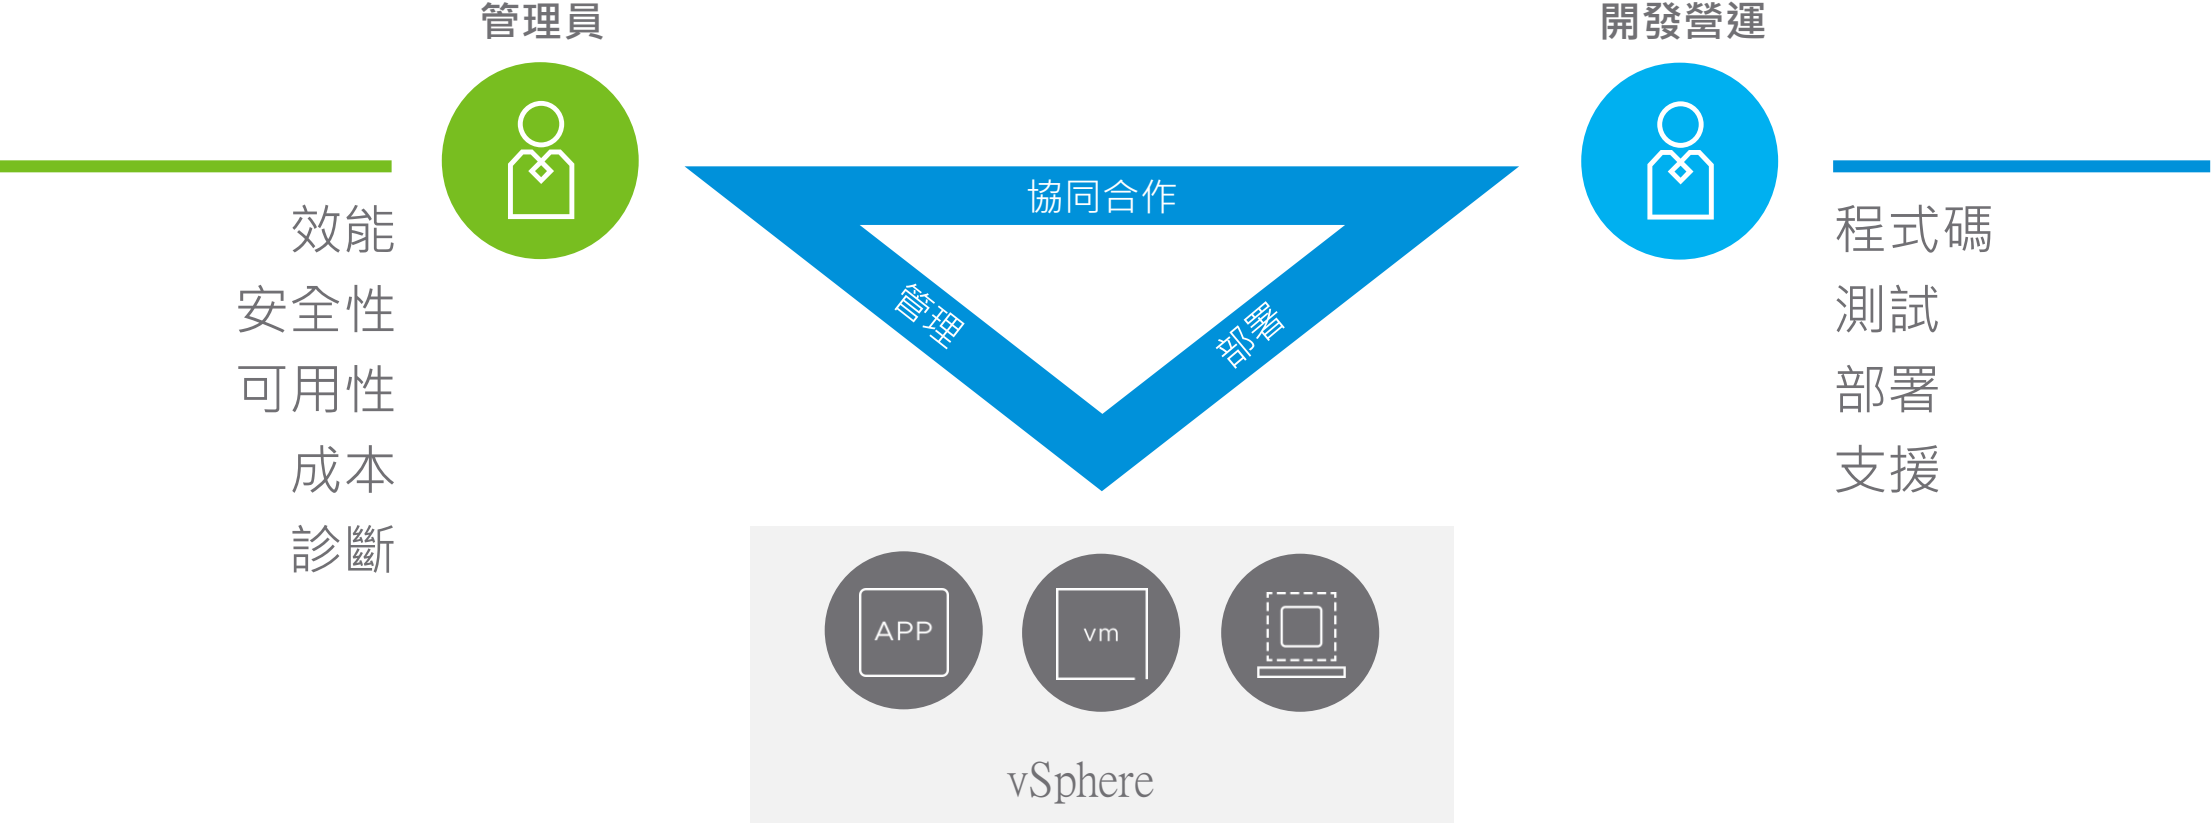 管理員
開發營運
協同合作
管理
部署
效能
安全性
可用性
成本
診斷
程式碼
測試
部署
支援
APP
vm
vSphere